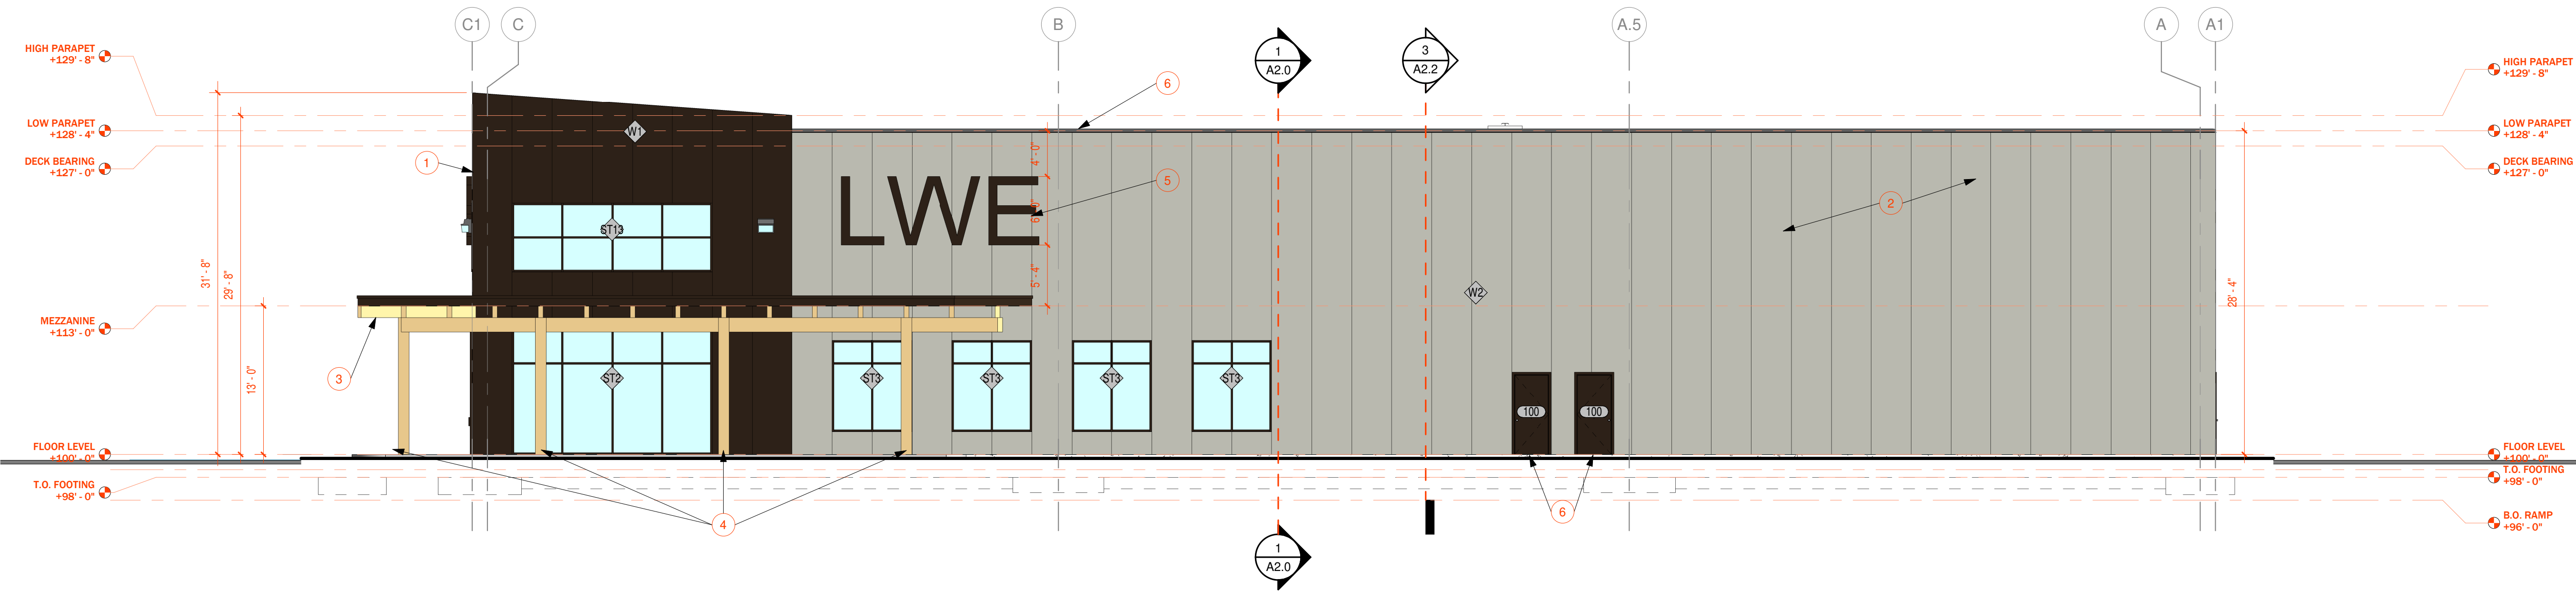 C1
C
B
A.5
A
A1
1
A2.0
3
A2.2
HIGH PARAPET
+129' - 8"
LOW PARAPET
+128' - 4"
DECK BEARING
+127' - 0"
MEZZANINE
+113' - 0"
FLOOR LEVEL
+100' - 0"
T.O. FOOTING
+98' - 0"
31' - 8"
29' - 8"
13' - 0"
1
3
W1
ST13
ST2
LWE
4' - 0"
6' - 0"
5' - 4"
6
5
2
W2
ST3
ST3
ST3
ST3
100
100
4
6
1
A2.0
28' - 4"
HIGH PARAPET
+129' - 8"
LOW PARAPET
+128' - 4"
DECK BEARING
+127' - 0"
FLOOR LEVEL
+100' - 0"
T.O. FOOTING
+98' - 0"
B.O. RAMP
+96' - 0"